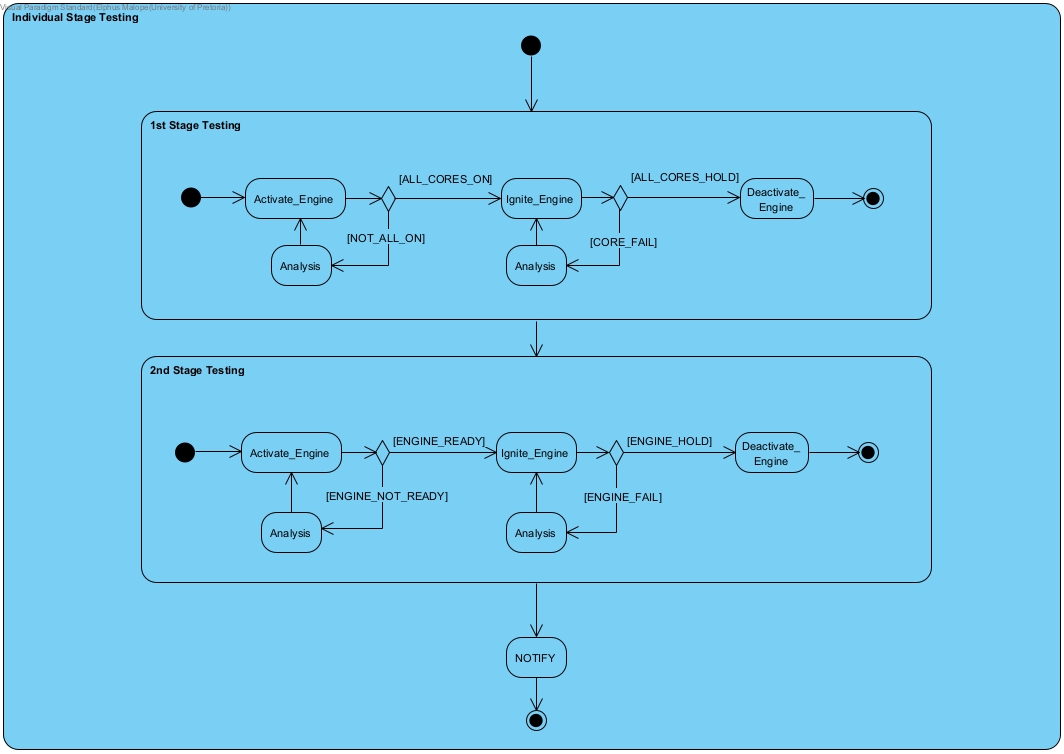 Visual Paradigm Standard(Elphus Malope(University of Pretoria))
Individual Stage Testing
1st Stage Testing
[ALL_CORES_ON]
[ALL_CORES_HOLD]
Activate_Engine
Ignite_Engine
Deactivate_
Engine
[NOT_ALL_ON]
[CORE_FAIL]
Analysis
Analysis
2nd Stage Testing
[ENGINE_READY]
[ENGINE_HOLD]
Activate_Engine
Ignite_Engine
Deactivate_
Engine
[ENGINE_NOT_READY]
[ENGINE_FAIL]
Analysis
Analysis
NOTIFY